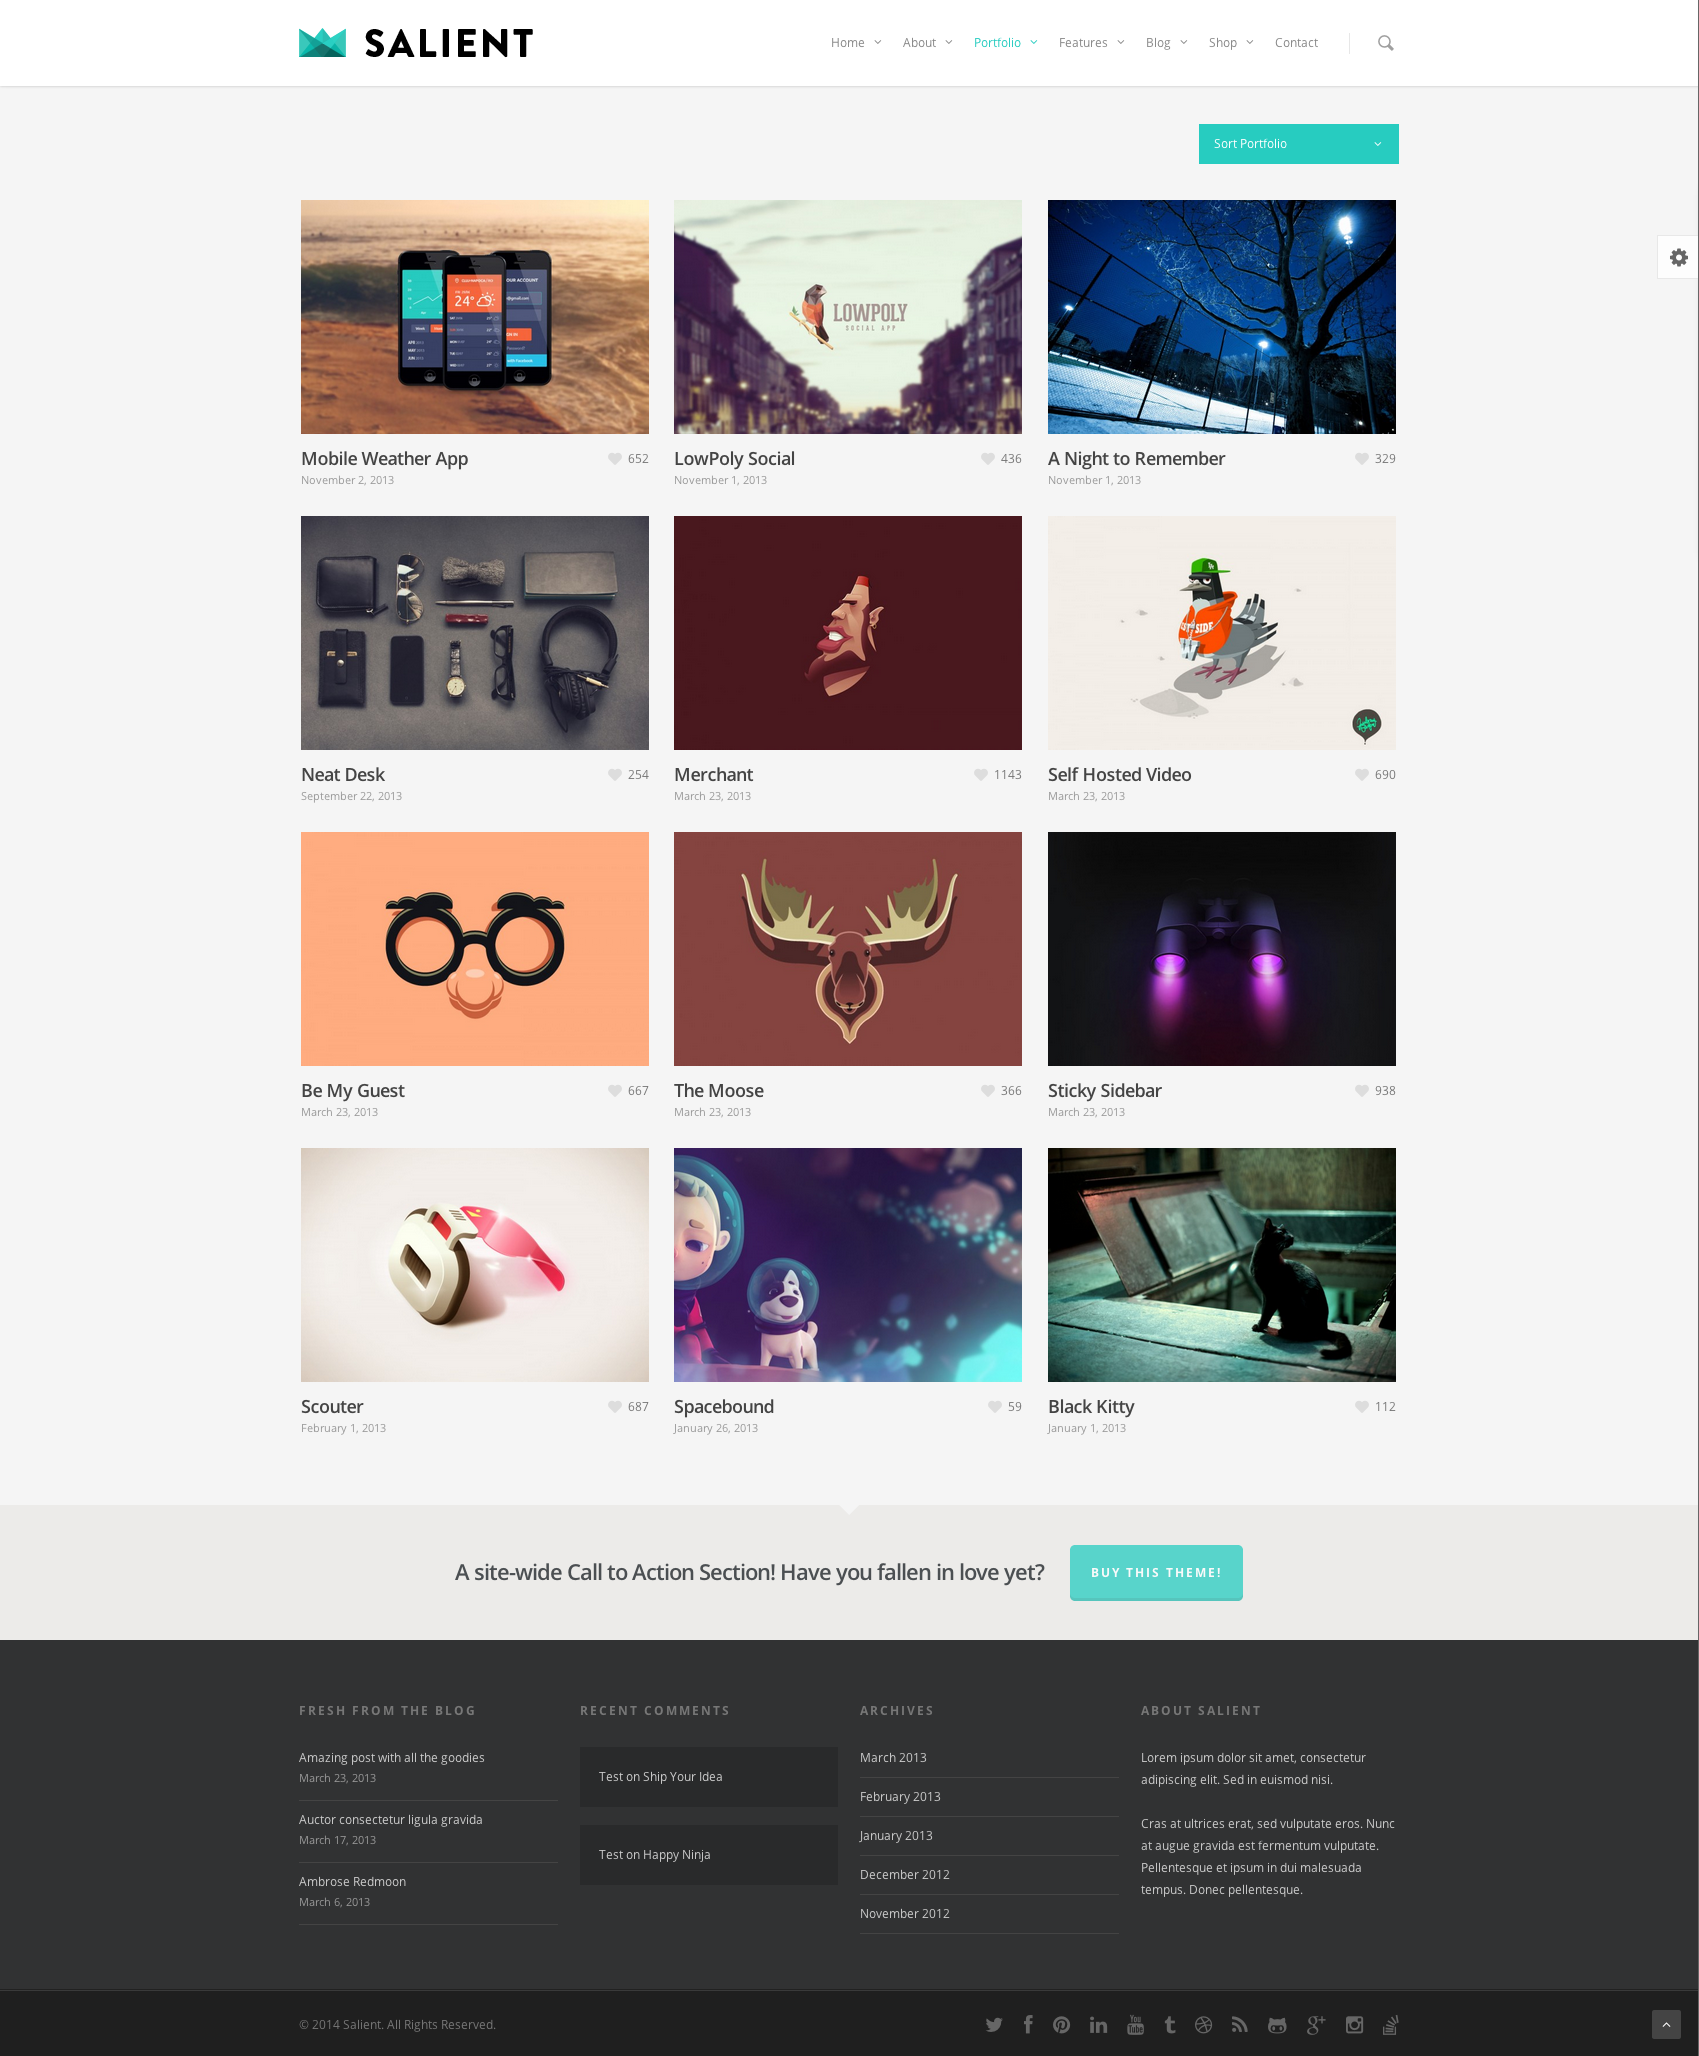 SALIENT
Home About Portfolio Features Blog Shop Contact
Sort Portfolio
24°
LOWPOLY
SOCIAL APP
Mobile Weather App 652
November 2, 2013
LowPoly Social 436
November 1, 2013
A Night to Remember 329
November 1, 2013
SIDE
Neat Desk 254
September 22, 2013
Merchant 1143
March 23, 2013
Self Hosted Video 690
March 23, 2013
Be My Guest 667
March 23, 2013
The Moose 366
March 23, 2013
Sticky Sidebar 938
March 23, 2013
Scouter 687
February 1, 2013
Spacebound 59
January 26, 2013
Black Kitty 112
January 1, 2013
A site-wide Call to Action Section! Have you fallen in love yet?
BUY THIS THEME!
FRESH FROM THE BLOG
Amazing post with all the goodies
March 23, 2013
Auctor consectetur ligula gravida
March 17, 2013
Ambrose Redmoon
March 6, 2013
RECENT COMMENTS
Test on Ship Your Idea
Test on Happy Ninja
ARCHIVES
March 2013
February 2013
January 2013
December 2012
November 2012
ABOUT SALIENT
Lorem ipsum dolor sit amet, consectetur
adipiscing elit. Sed in euismod nisi.
Cras at ultrices erat, sed vulputate eros. Nunc
at augue gravida est fermentum vulputate.
Pellentesque et ipsum in dui malesuada
tempus. Donec pellentesque.
© 2014 Salient. All Rights Reserved.